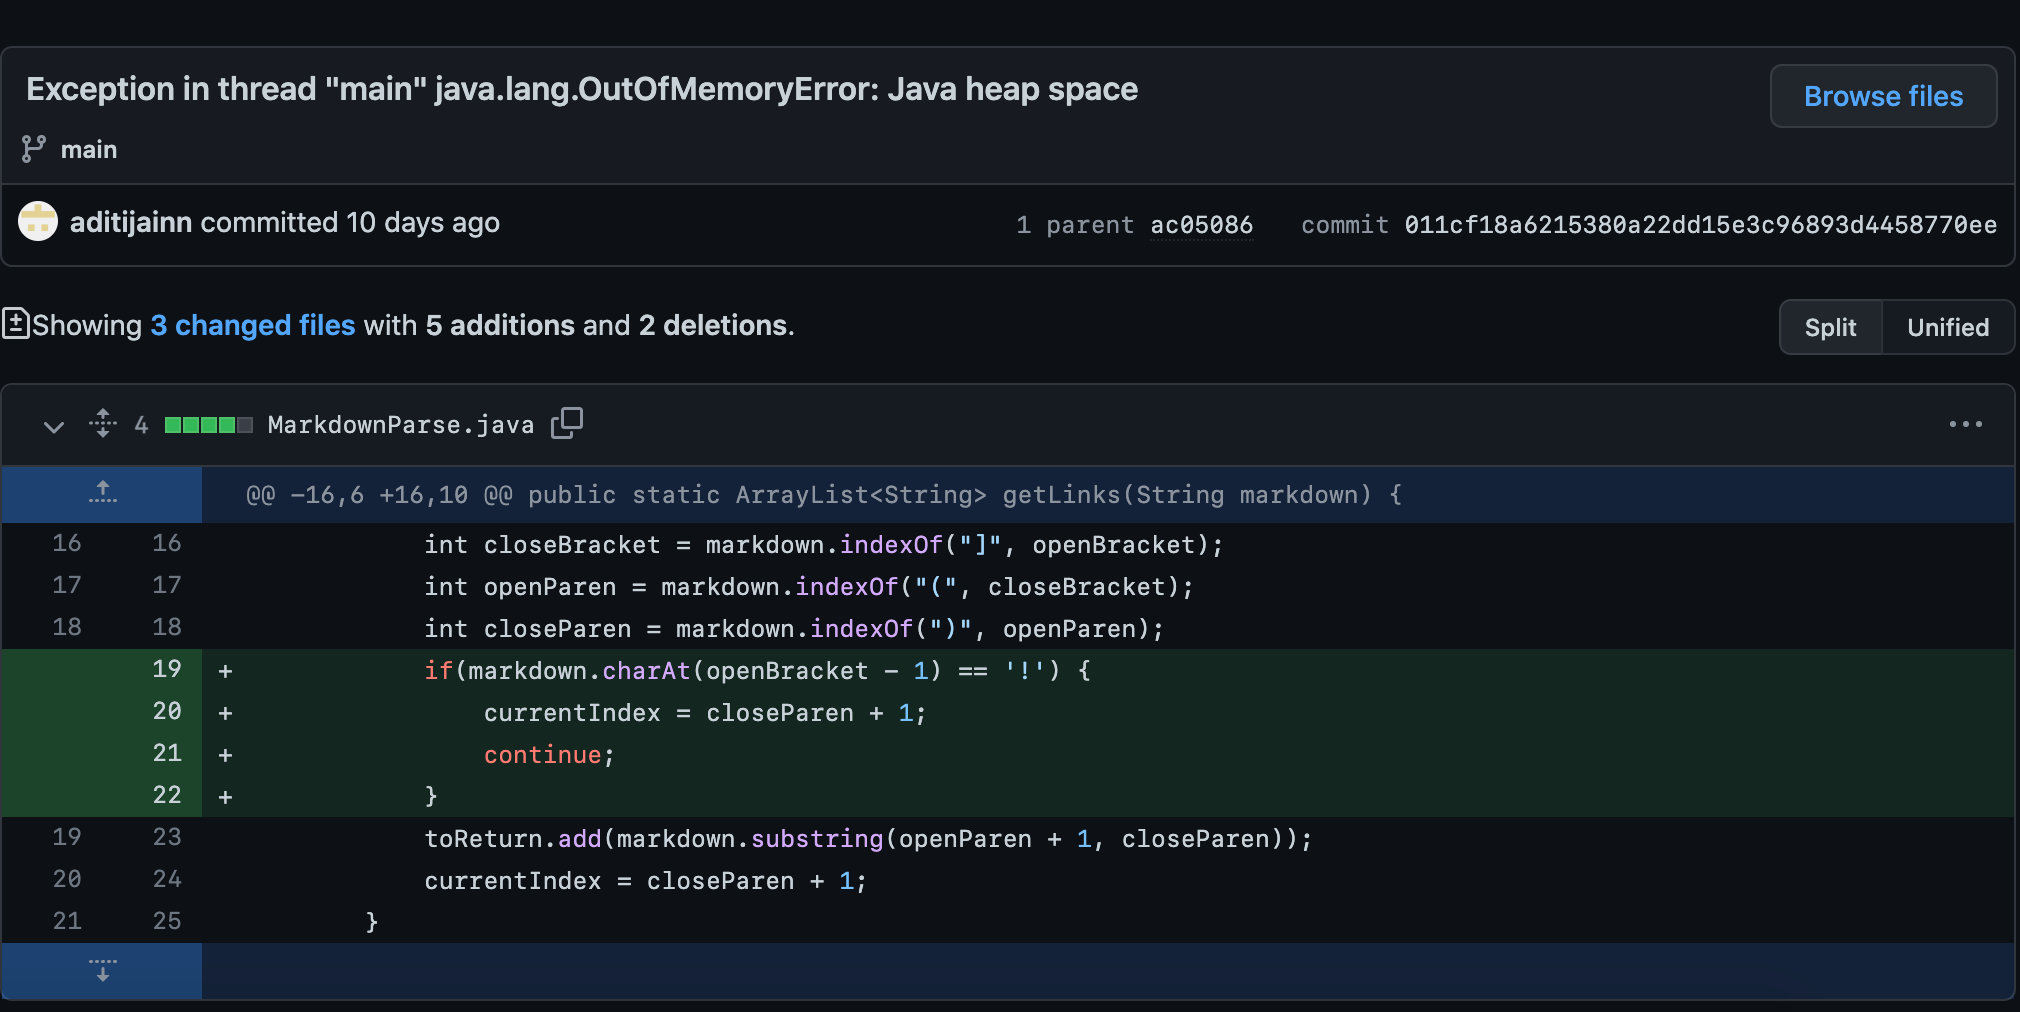 Exception in thread "main" java.lang.OutOfMemoryError: Java heap space
Browse files
main
aditijainn committed 10 days ago
1 parent ac05086 commit 011cf18a6215380a22dd15e3c96893d4458770ee
Showing 3 changed files with 5 additions and 2 deletions.
Split Unified
4 MarkdownParse.java
@@ -16,6 +16,10 @@ public static ArrayList<String> getLinks(String markdown) {
16 16 int closeBracket = markdown.indexOf("]", openBracket);
17 17 int openParen = markdown.indexOf("(", closeBracket);
18 18 int closeParen = markdown.indexOf(")", openParen);
19 + if(markdown.charAt(openBracket - 1) == '!') {
20 + currentIndex = closeParen + 1;
21 + continue;
22 + }
19 23 toReturn.add(markdown.substring(openParen + 1, closeParen));
20 24 currentIndex = closeParen + 1;
21 25 }